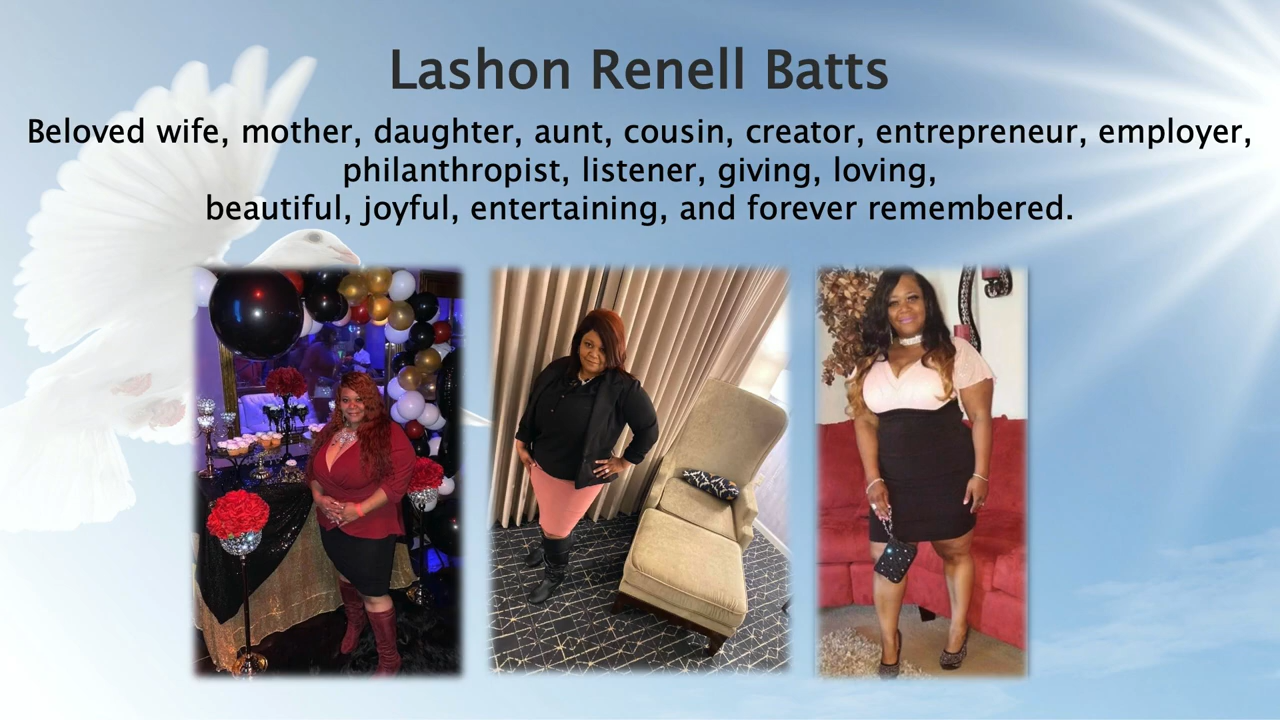 Lashon Renell Batts
Beloved wife, mother, daughter, aunt, cousin, creator, entrepreneur, employer,
philanthropist, listener, giving, loving,
beautiful, joyful, entertaining, and forever remembered.